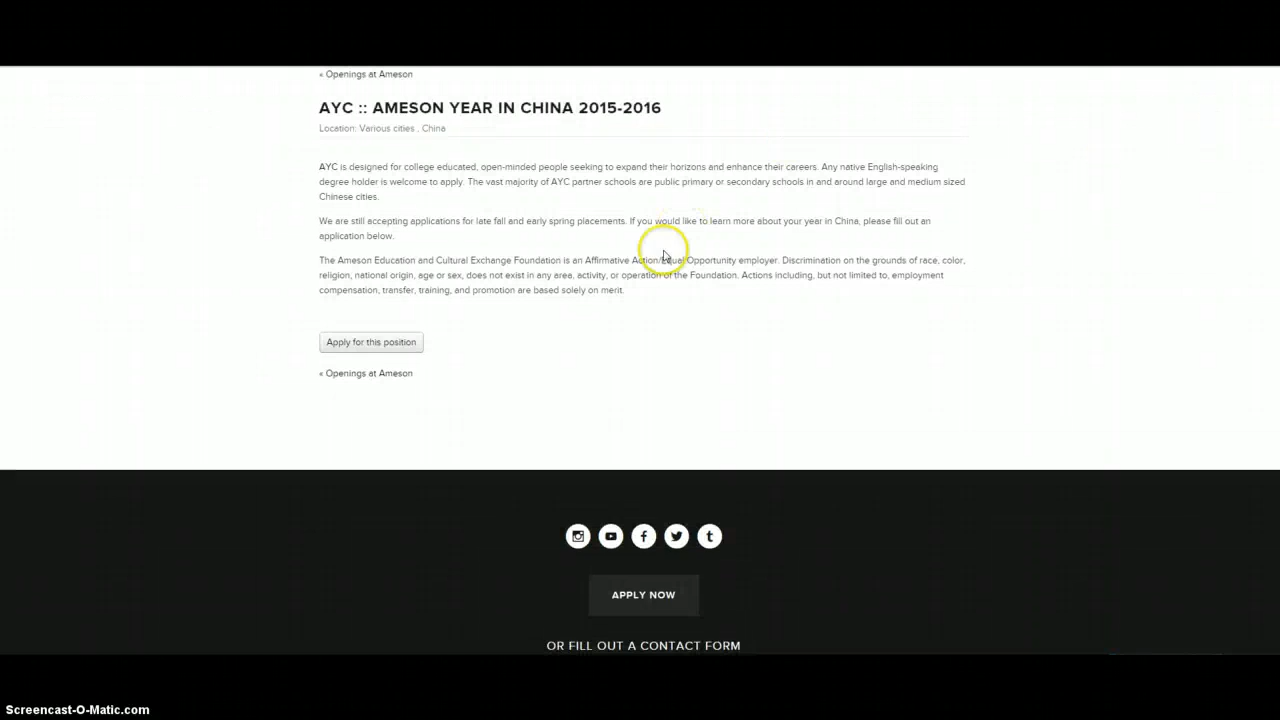 « Openings at Ameson
AYC :: AMESON YEAR IN CHINA 2015-2016
Location: Various cities , China
AYC is designed for college educated, open-minded people seeking to expand their horizons and enhance their careers. Any native English-speaking
degree holder is welcome to apply. The vast majority of AYC partner schools are public primary or secondary schools in and around large and medium sized
Chinese cities.
We are still accepting applications for late fall and early spring placements. If you would like to learn more about your year in China, please fill out an
application below.
The Ameson Education and Cultural Exchange Foundation is an Affirmative Action/Equal Opportunity employer. Discrimination on the grounds of race, color,
religion, national origin, age or sex, does not exist in any area, activity, or operation of the Foundation. Actions including, but not limited to, employment
compensation, transfer, training, and promotion are based solely on merit.
Apply for this position
« Openings at Ameson
APPLY NOW
OR FILL OUT A CONTACT FORM
Screencast-O-Matic.com